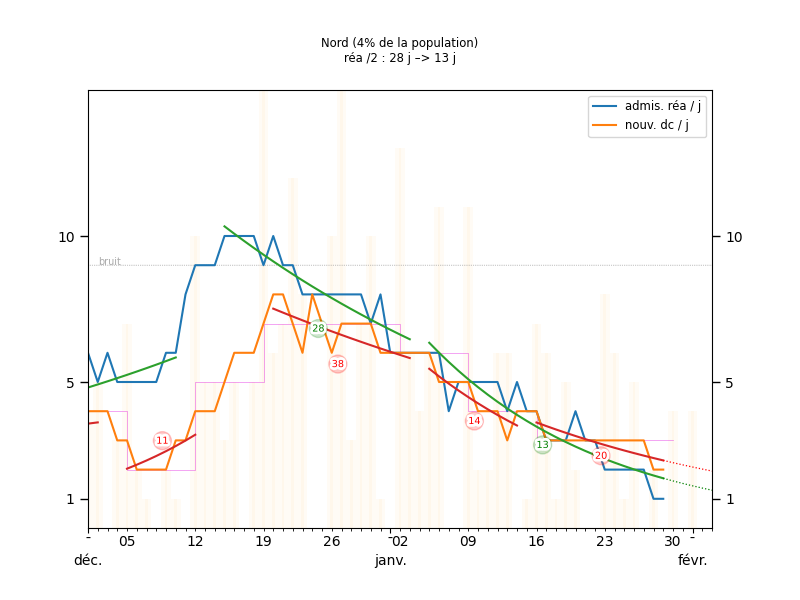 Nord (4% de la population)
réa /2 : 28 j –> 13 j
admis. réa / j
nouv. dc / j
10
10
bruit
28
38
5
5
11
14
13
20
1
1
- 05 12 19 26 -02 09 16 23 30 -
déc. janv. févr.